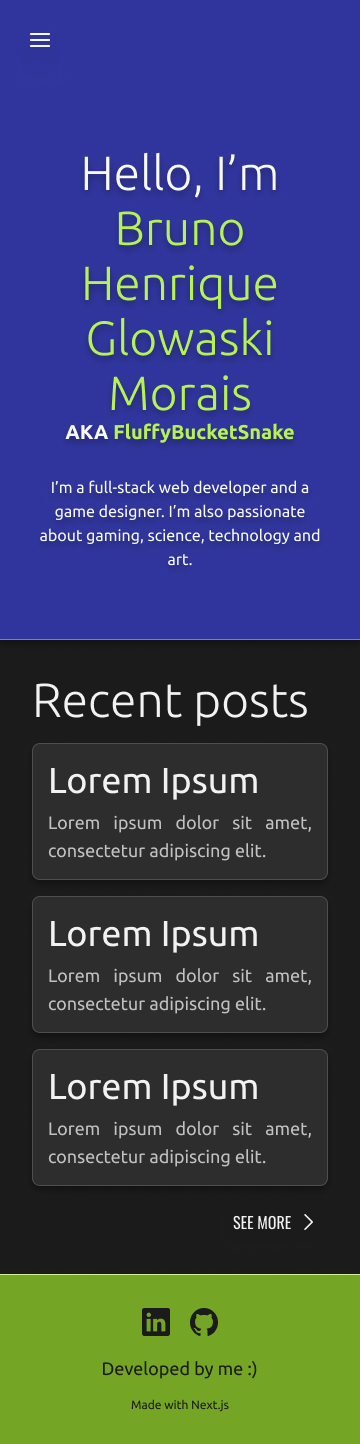 Hello, I’m
Bruno
Henrique
Glowaski
Morais
AKA FluffyBucketSnake
I’m a full-stack web developer and a
game designer. I’m also passionate
about gaming, science, technology and
art.
Recent posts
Lorem Ipsum
Lorem ipsum dolor sit amet,
consectetur adipiscing elit.
Lorem Ipsum
Lorem ipsum dolor sit amet,
consectetur adipiscing elit.
Lorem Ipsum
Lorem ipsum dolor sit amet,
consectetur adipiscing elit.
SEE MORE
in
Developed by me :)
Made with Next.js